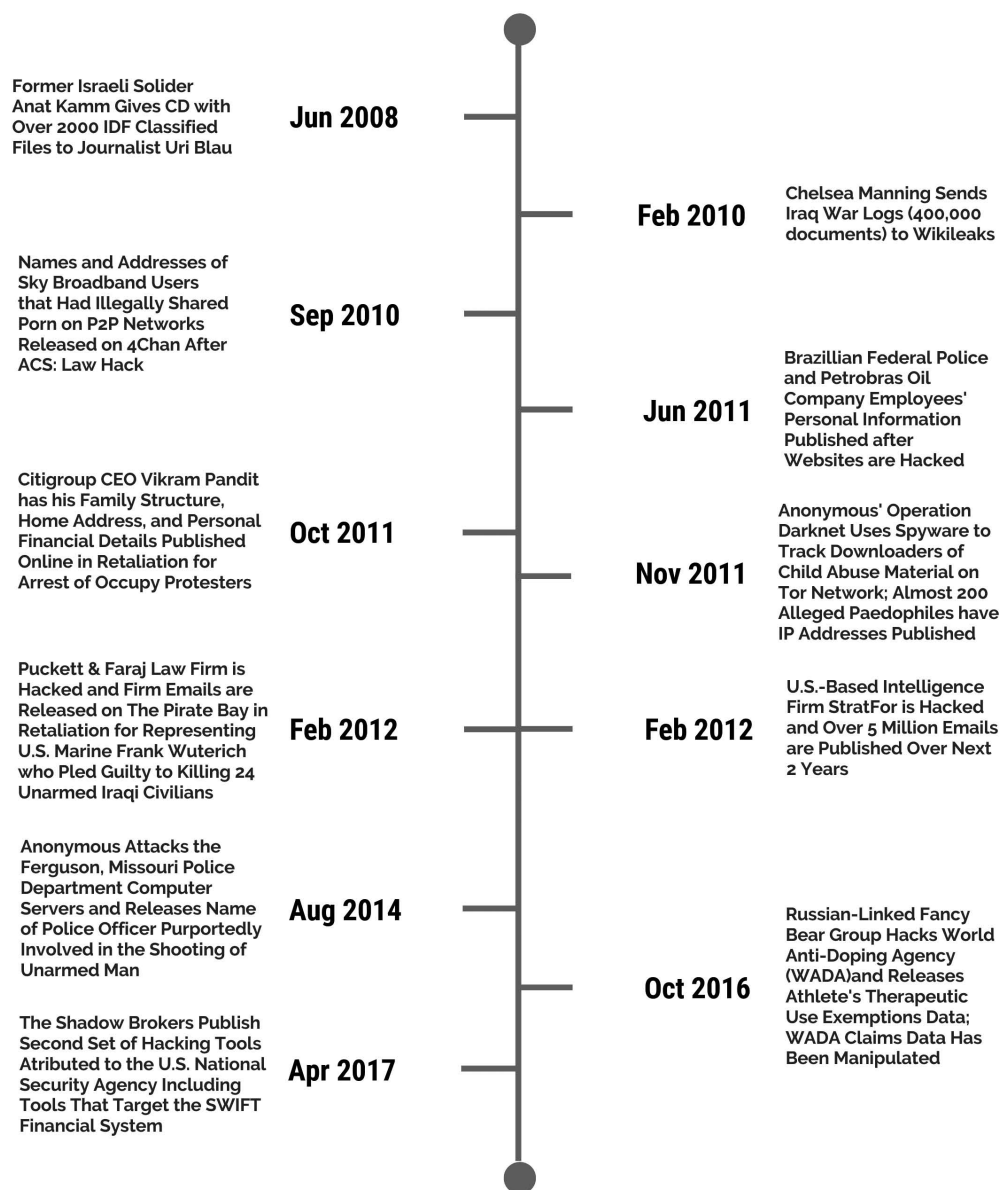 Former Israeli Solider
Anat Kamm Gives CD with
Over 2000 IDF Classified
Files to Journalist Uri Blau
Jun 2008
Feb 2010
Chelsea Manning Sends
Iraq War Logs (400,000
documents) to Wikileaks
Names and Addresses of
Sky Broadband Users
that Had Illegally Shared
Porn on P2P Networks
Released on 4Chan After
ACS: Law Hack
Sep 2010
Jun 2011
Brazillian Federal Police
and Petrobras Oil
Company Employees'
Personal Information
Published after
Websites are Hacked
Citigroup CEO Vikram Pandit
has his Family Structure,
Home Address, and Personal
Financial Details Published
Online in Retaliation for
Arrest of Occupy Protesters
Oct 2011
Nov 2011
Anonymous' Operation
Darknet Uses Spyware to
Track Downloaders of
Child Abuse Material on
Tor Network; Almost 200
Alleged Paedophiles have
IP Addresses Published
Puckett & Faraj Law Firm is
Hacked and Firm Emails are
Released on The Pirate Bay in
Retaliation for Representing
U.S. Marine Frank Wuterich
who Pled Guilty to Killing 24
Unarmed Iraqi Civilians
Feb 2012
Feb 2012
U.S.-Based Intelligence
Firm StratFor is Hacked
and Over 5 Million Emails
are Published Over Next
2 Years
Anonymous Attacks the
Ferguson, Missouri Police
Department Computer
Servers and Releases Name
of Police Officer Purportedly
Involved in the Shooting of
Unarmed Man
Aug 2014
Oct 2016
Russian-Linked Fancy
Bear Group Hacks World
Anti-Doping Agency
(WADA)and Releases
Athlete's Therapeutic
Use Exemptions Data;
WADA Claims Data Has
Been Manipulated
The Shadow Brokers Publish
Second Set of Hacking Tools
Atributed to the U.S. National
Security Agency Including
Tools That Target the SWIFT
Financial System
Apr 2017